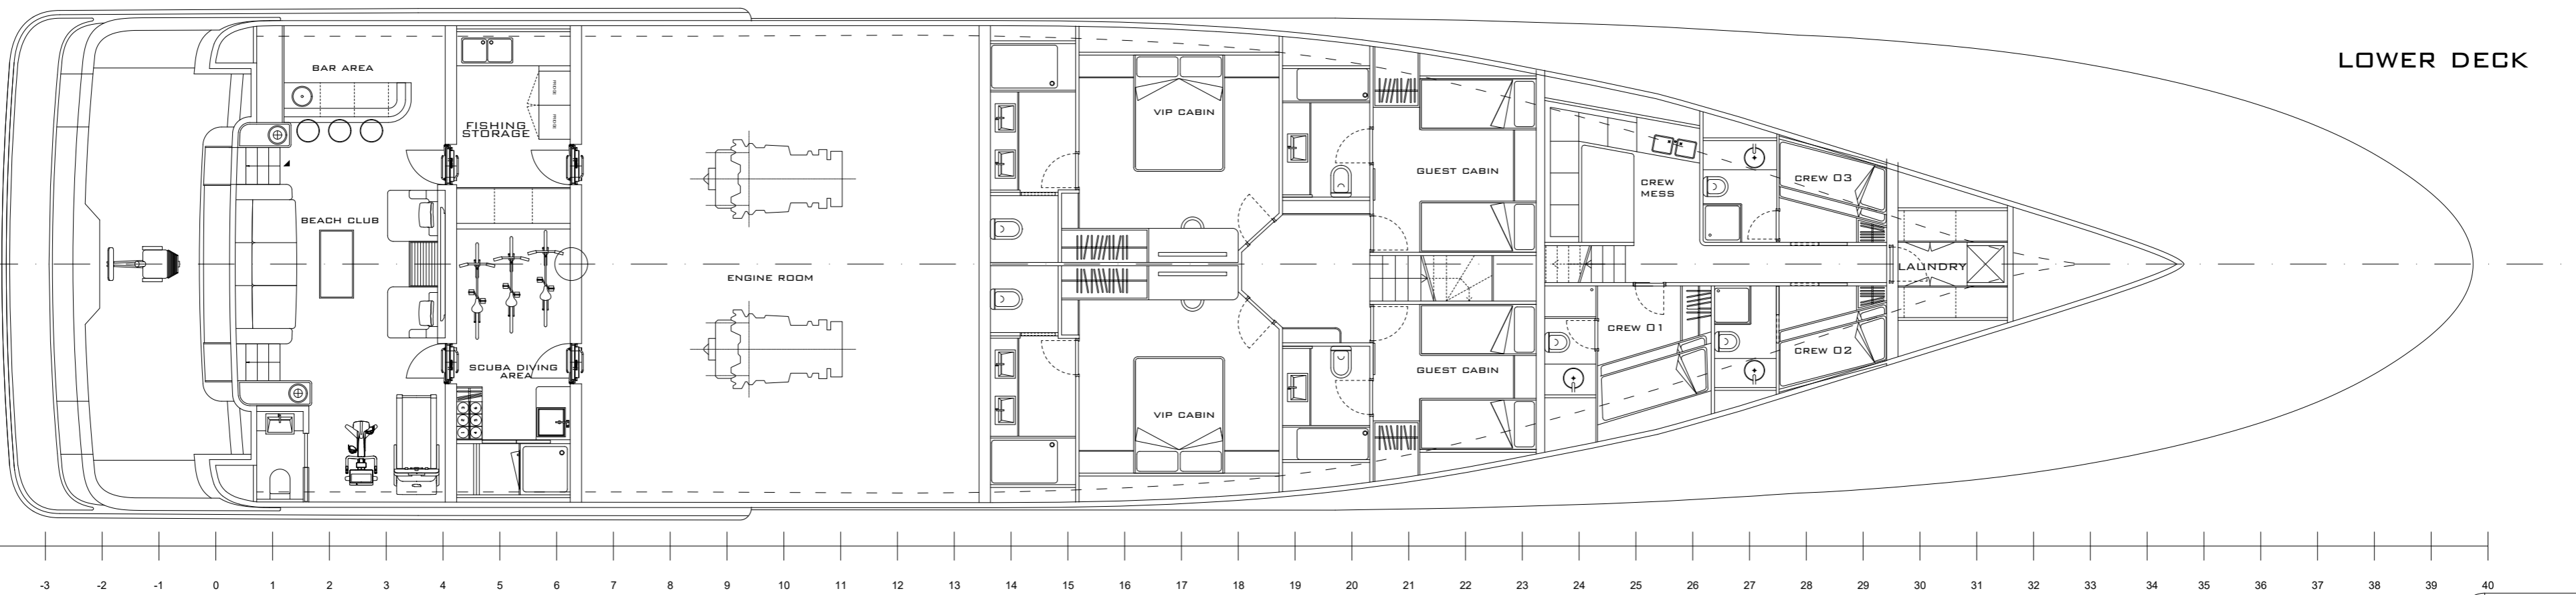 LOWER DECK
BAR AREA
FISHING
STORAGE
FRIDGE
FRIDGE
VIP CABIN
GUEST CABIN
CREW
MESS
CREW 03
BEACH CLUB
ENGINE ROOM
LAUNDRY
CREW 01
CREW 02
SCUBA DIVING
AREA
GUEST CABIN
VIP CABIN
-3 -2 -1 0 1 2 3 4 5 6 7 8 9 10 11 12 13 14 15 16 17 18 19 20 21 22 23 24 25 26 27 28 29 30 31 32 33 34 35 36 37 38 39 40